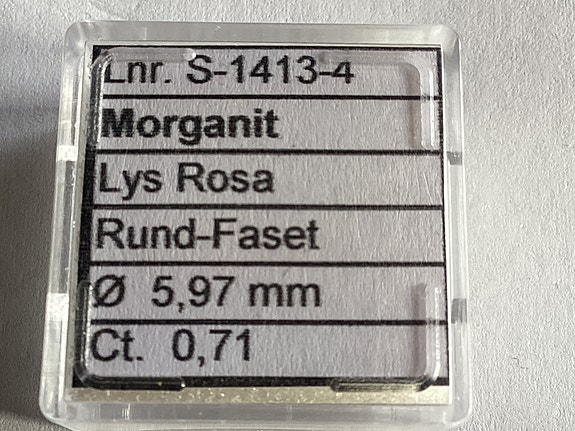 Lnr. S-1413-4
Morganit
Lys Rosa
Rund-Faset
Ø 5,97 mm
Ct. 0,71